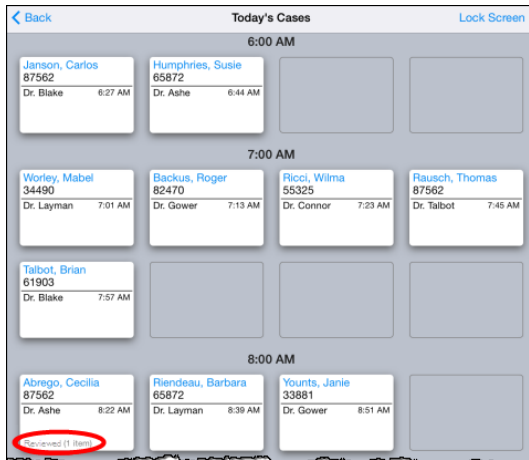 Back Today's Cases Lock Screen
6:00 AM
Janson, Carlos Humphries, Susie
87562 65872
Dr. Blake 6:27 AM Dr. Ashe 6:44 AM
7:00 AM
Worley, Mabel Backus, Roger Ricci, Wilma Rausch, Thomas
34490 82470 55325 87562
Dr. Layman 7:01 AM Dr. Gower 7:13 AM Dr. Connor 7:23 AM Dr. Talbot 7:45 AM
Talbot, Brian
61903
Dr. Blake 7:57 AM
8:00 AM
Abrego, Cecilia Riendeau, Barbara Younts, Janie
87562 65872 33881
Dr. Ashe 8:22 AM Dr. Layman 8:39 AM Dr. Gower 8:51 AM
Reviewed (1 item)